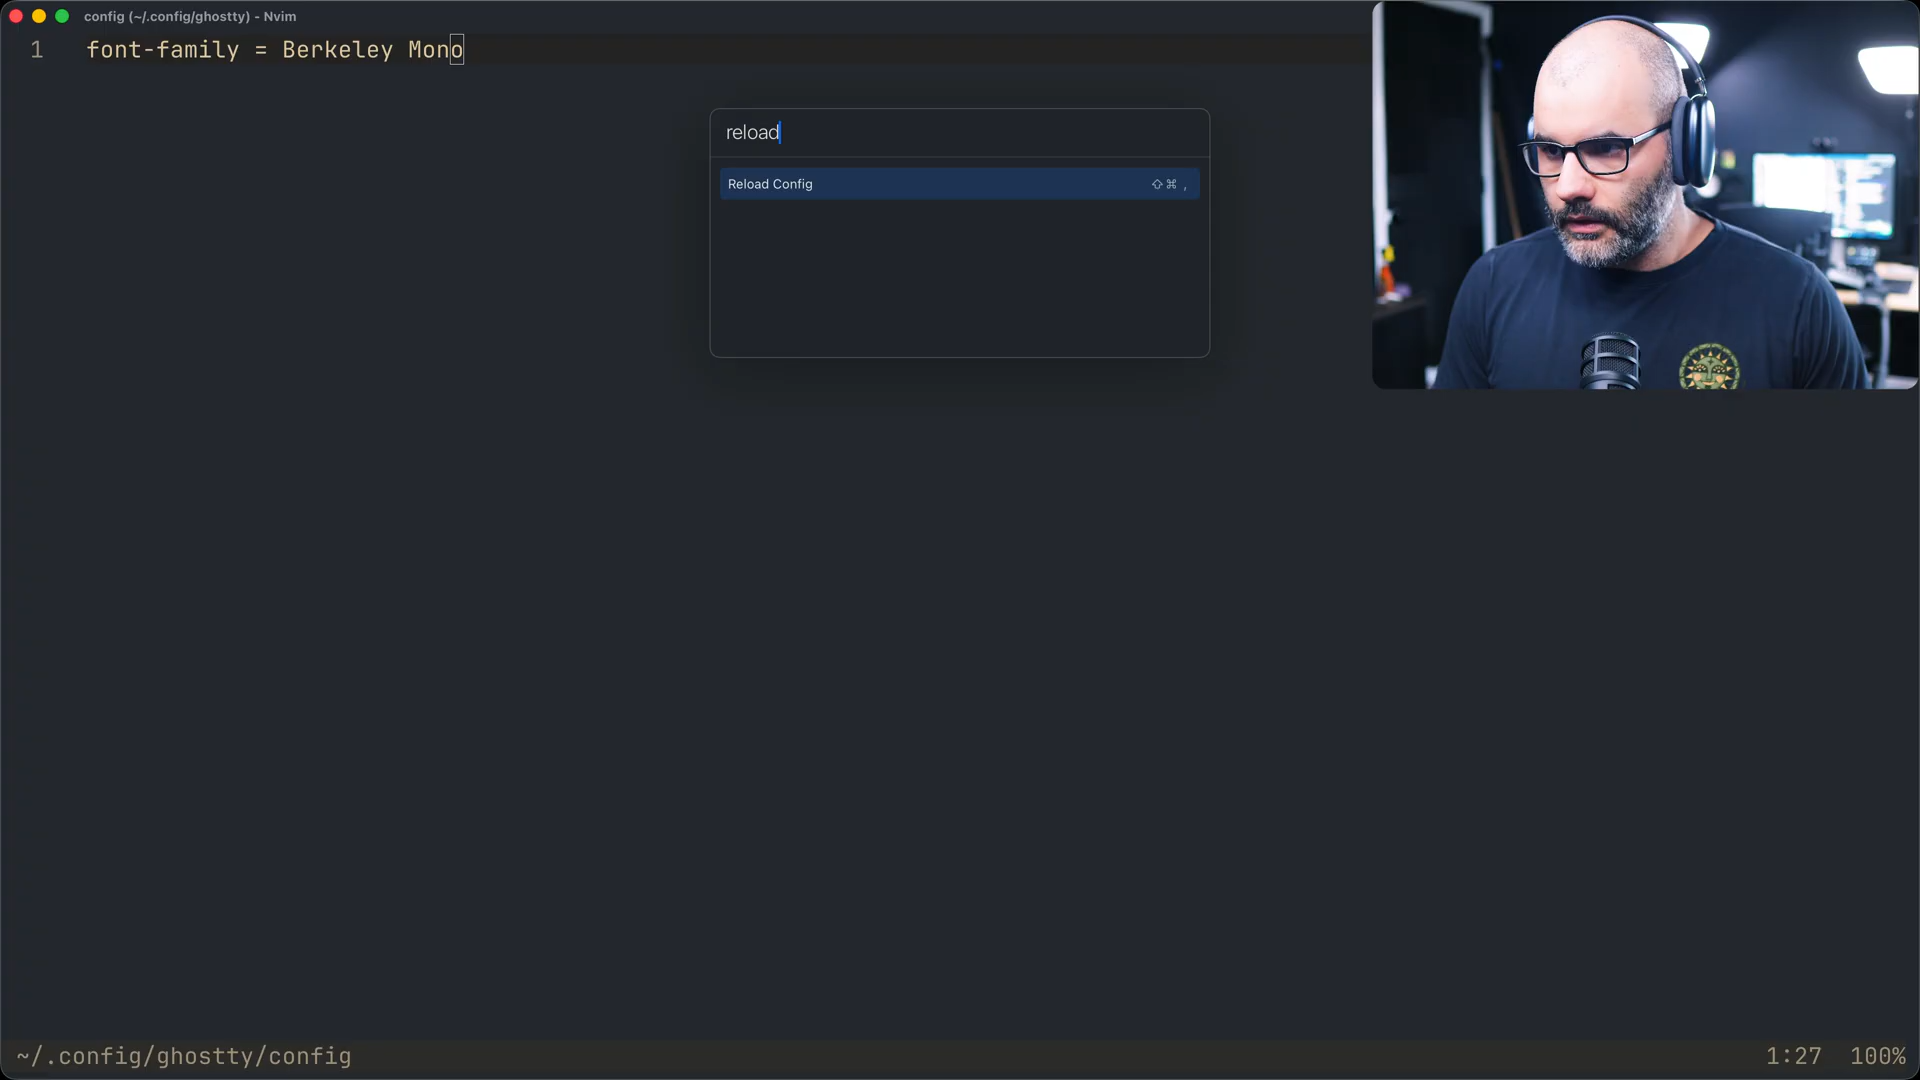 config (~/.config/ghostty) - Nvim
1 font-family = Berkeley Mono
reload
Reload Config ⇧⌘ ,
~/.config/ghostty/config 1:27 100%